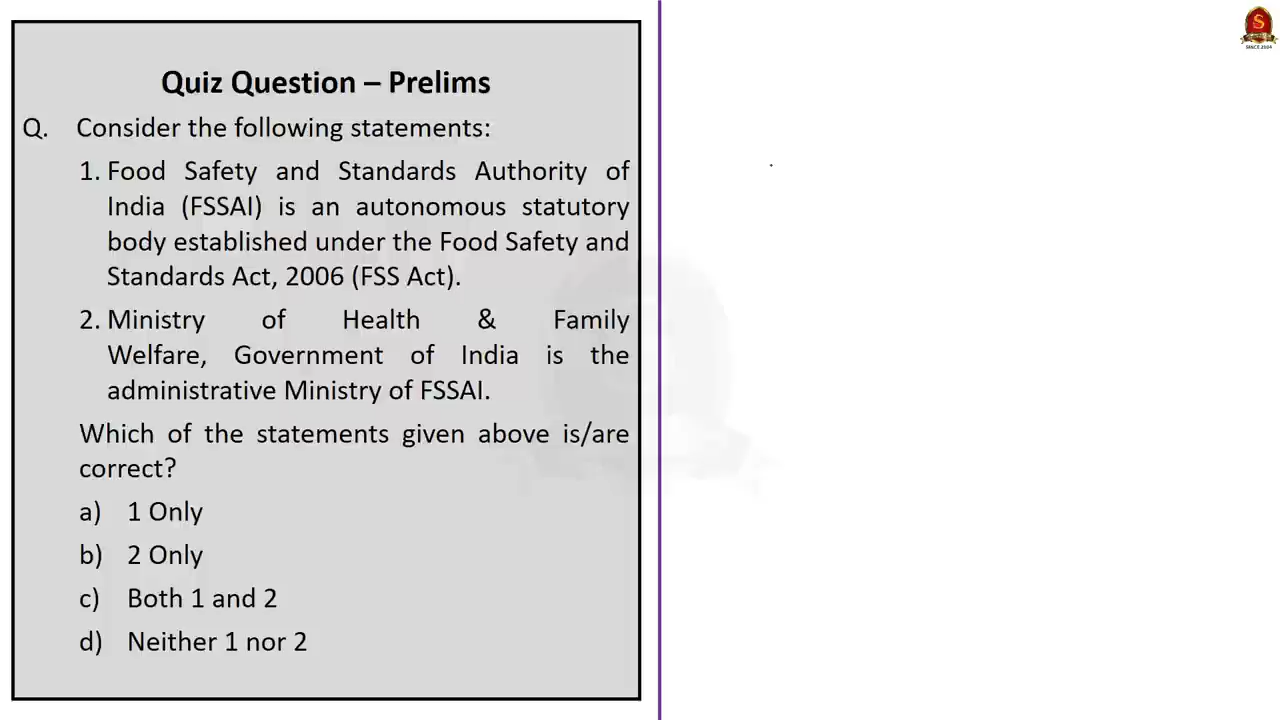 Quiz Question – Prelims
Q. Consider the following statements:
1. Food Safety and Standards Authority of
India (FSSAI) is an autonomous statutory
body established under the Food Safety and
Standards Act, 2006 (FSS Act).
2. Ministry of Health & Family
Welfare, Government of India is the
administrative Ministry of FSSAI.
Which of the statements given above is/are
correct?
a) 1 Only
b) 2 Only
c) Both 1 and 2
d) Neither 1 nor 2
S
SINCE 2004